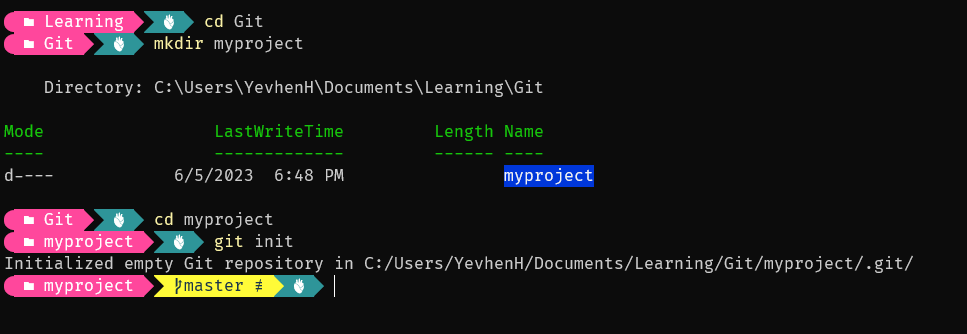 Learning cd Git
Git mkdir myproject
Directory: C:\Users\YevhenH\Documents\Learning\Git
Mode LastWriteTime Length Name
---- ------------- ------ ----
d---- 6/5/2023 6:48 PM myproject
Git cd myproject
myproject git init
Initialized empty Git repository in C:/Users/YevhenH/Documents/Learning/Git/myproject/.git/
myproject master ≢